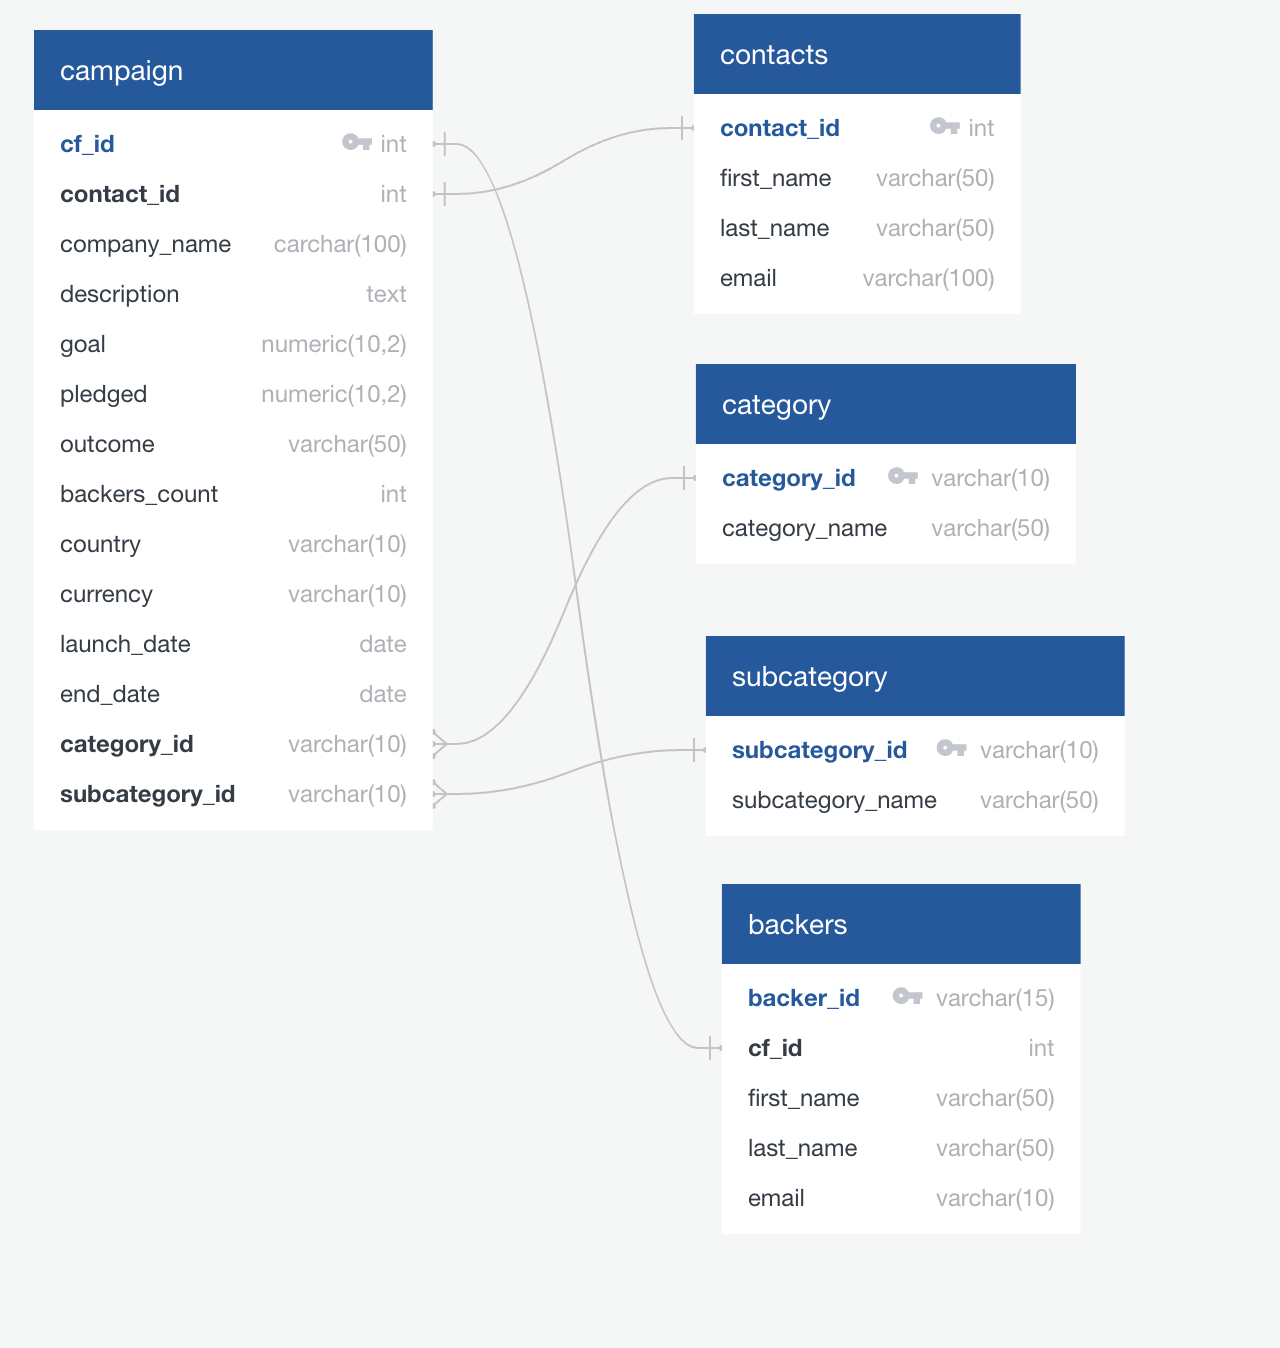 campaign
cf_id int
contact_id int
company_name carchar(100)
description text
goal numeric(10,2)
pledged numeric(10,2)
outcome varchar(50)
backers_count int
country varchar(10)
currency varchar(10)
launch_date date
end_date date
category_id varchar(10)
subcategory_id varchar(10)
contacts
contact_id int
first_name varchar(50)
last_name varchar(50)
email varchar(100)
category
category_id varchar(10)
category_name varchar(50)
subcategory
subcategory_id varchar(10)
subcategory_name varchar(50)
backers
backer_id varchar(15)
cf_id int
first_name varchar(50)
last_name varchar(50)
email varchar(10)